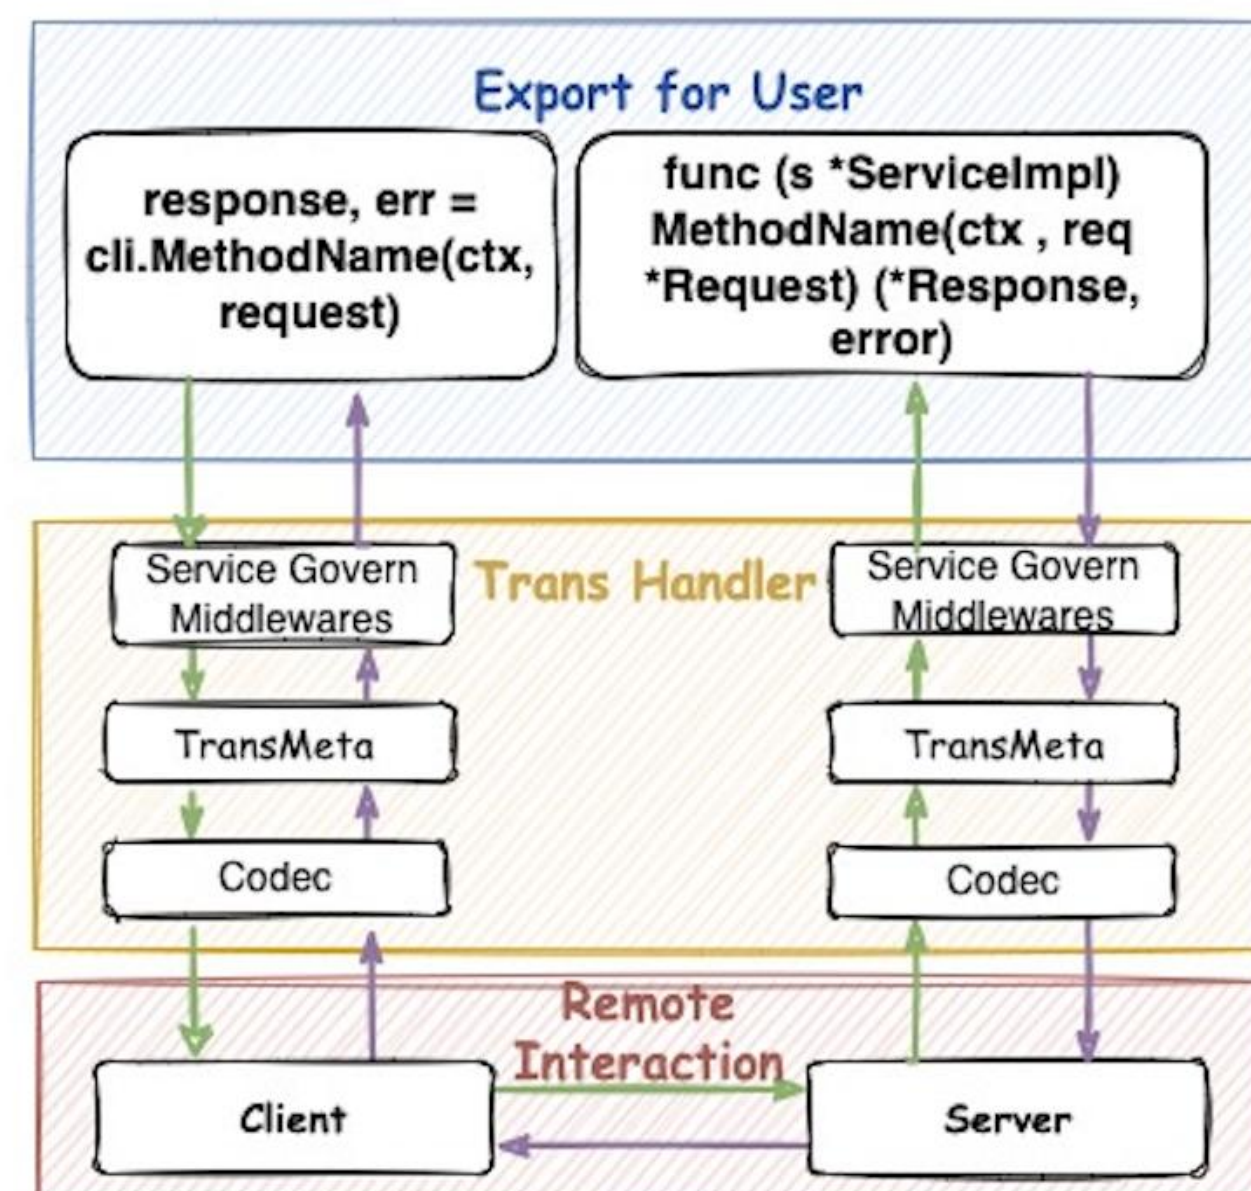 Export for User
response, err =
cli.MethodName(ctx,
request)
func (s *ServiceImpl)
MethodName(ctx , req
*Request) (*Response,
error)
Trans Handler
Service Govern
Middlewares
Service Govern
Middlewares
TransMeta
TransMeta
Codec
Codec
Remote
Interaction
Client
Server